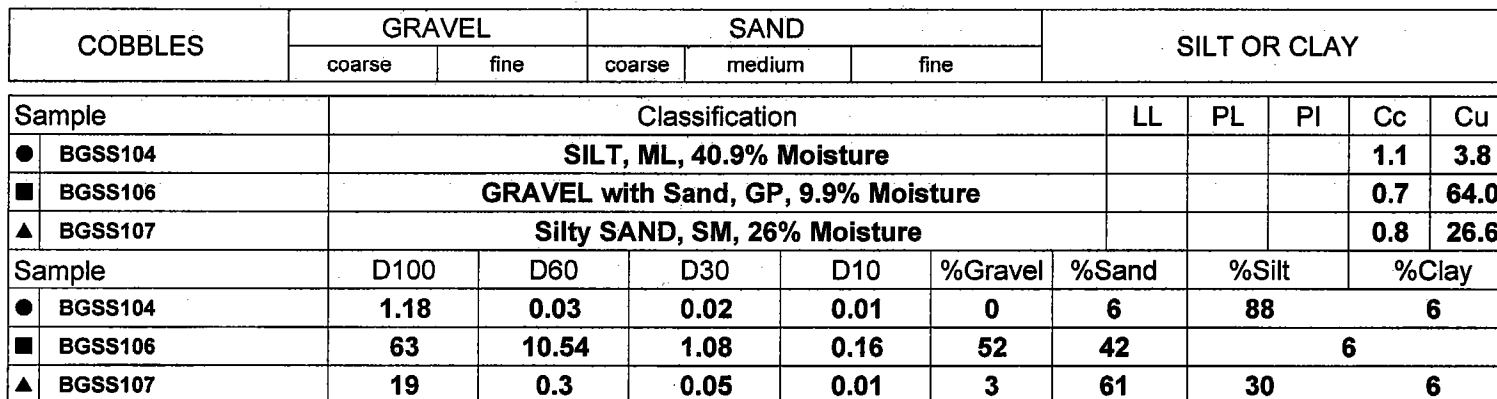 COBBLES GRAVEL SAND SILT OR CLAY
coarse fine coarse medium fine
Sample Classification LL PL PI Cc Cu
● BGSS104 SILT, ML, 40.9% Moisture 1.1 3.8
■ BGSS106 GRAVEL with Sand, GP, 9.9% Moisture 0.7 64.0
▲ BGSS107 Silty SAND, SM, 26% Moisture 0.8 26.6
Sample D100 D60 D30 D10 %Gravel %Sand %Silt %Clay
● BGSS104 1.18 0.03 0.02 0.01 0 6 88 6
■ BGSS106 63 10.54 1.08 0.16 52 42 6
▲ BGSS107 19 0.3 0.05 0.01 3 61 30 6